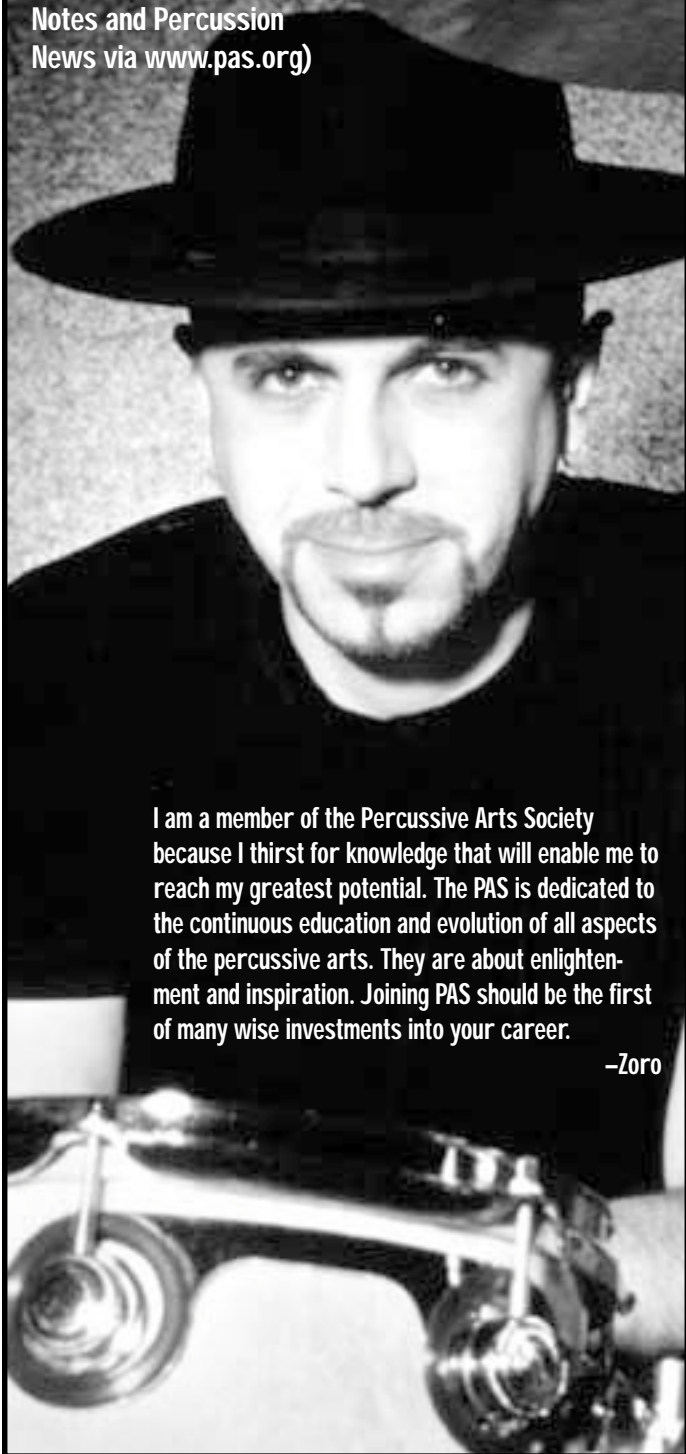 Notes and Percussion
News via www.pas.org)
I am a member of the Percussive Arts Society
because I thirst for knowledge that will enable me to
reach my greatest potential. The PAS is dedicated to
the continuous education and evolution of all aspects
of the percussive arts. They are about enlighten-
ment and inspiration. Joining PAS should be the first
of many wise investments into your career.
–Zoro